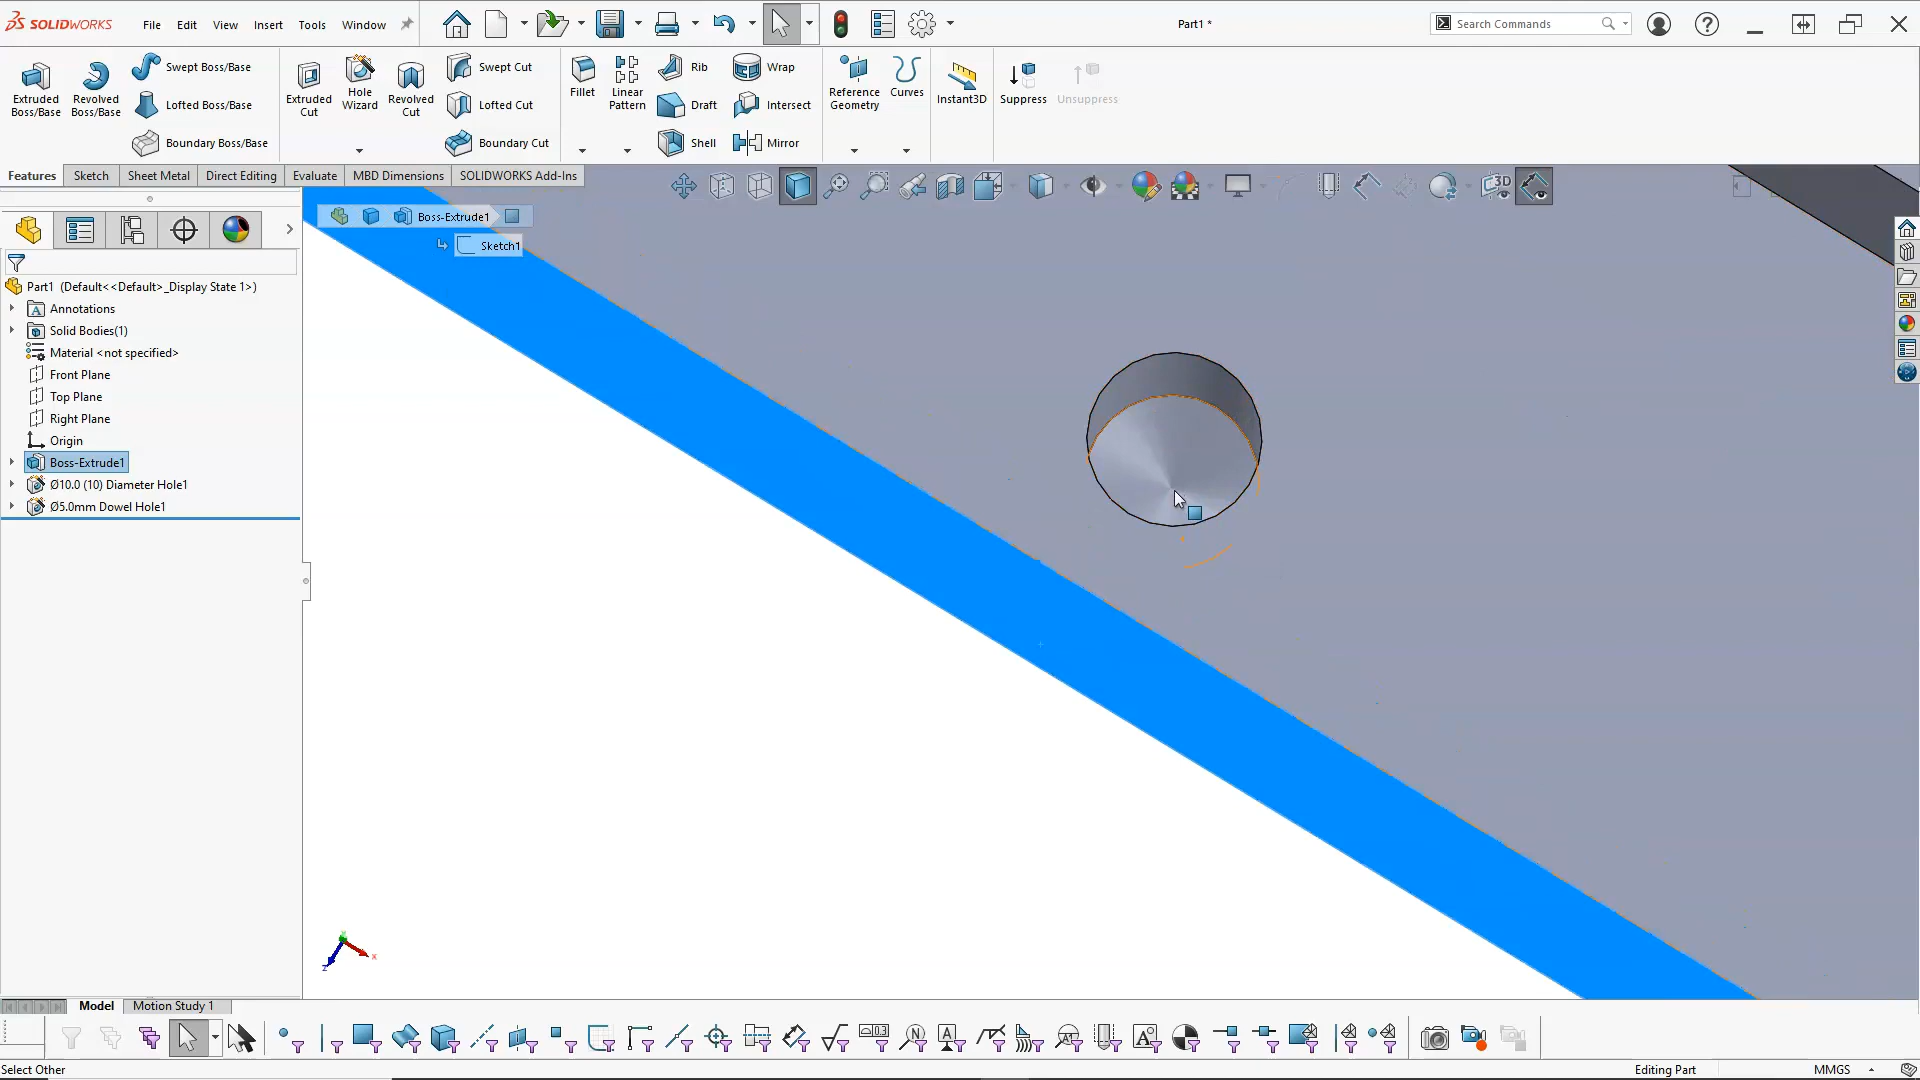 SOLIDWORKS File Edit View Insert Tools Window Part1 * Search Commands
Extruded Boss/Base
Revolved Boss/Base
Swept Boss/Base
Lofted Boss/Base
Boundary Boss/Base
Extruded Cut
Hole Wizard
Revolved Cut
Swept Cut
Lofted Cut
Boundary Cut
Fillet
Linear Pattern
Rib
Draft
Shell
Wrap
Intersect
Mirror
Reference Geometry
Curves
Instant3D
Suppress
Unsuppress
Features Sketch Sheet Metal Direct Editing Evaluate MBD Dimensions SOLIDWORKS Add-Ins
Boss-Extrude1
Sketch1
Part1 (Default<<Default>_Display State 1>)
Annotations
Solid Bodies(1)
Material <not specified>
Front Plane
Top Plane
Right Plane
Origin
Boss-Extrude1
Ø10.0 (10) Diameter Hole1
Ø5.0mm Dowel Hole1
Model Motion Study 1
Select Other Editing Part MMGS